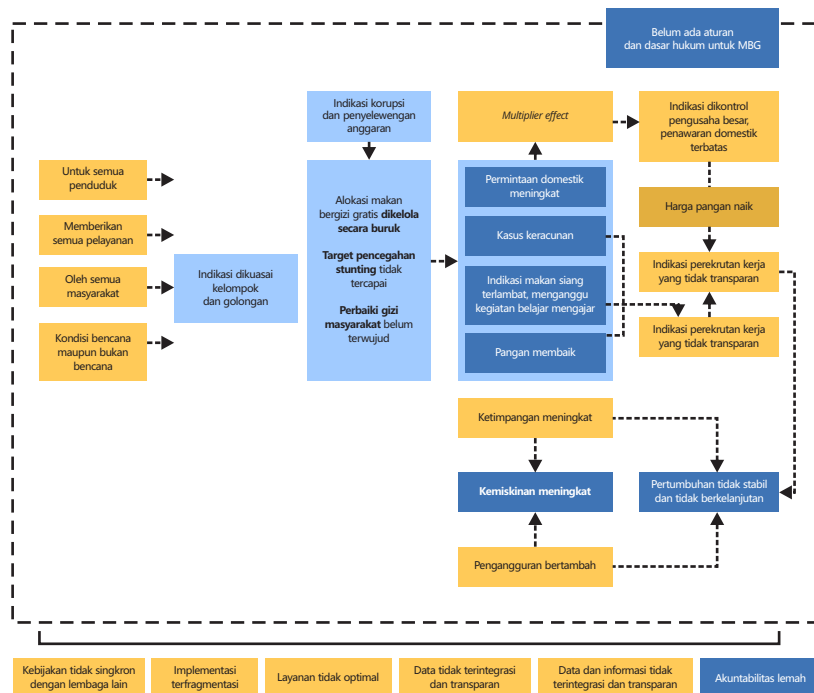 Belum ada aturan
dan dasar hukum untuk MBG
Indikasi korupsi
dan penyelewengan
anggaran
Multiplier effect
Indikasi dikontrol
pengusaha besar,
penawaran domestik
terbatas
Untuk semua
penduduk
Memberikan
semua pelayanan
Oleh semua
masyarakat
Kondisi bencana
maupun bukan
bencana
Indikasi dikuasai
kelompok
dan golongan
Alokasi makan
bergizi gratis dikelola
secara buruk
Target pencegahan
stunting tidak
tercapai
Perbaiki gizi
masyarakat belum
terwujud
Permintaan domestik
meningkat
Kasus keracunan
Indikasi makan siang
terlambat, menganggu
kegiatan belajar mengajar
Pangan membaik
Harga pangan naik
Indikasi perekrutan kerja
yang tidak transparan
Indikasi perekrutan kerja
yang tidak transparan
Ketimpangan meningkat
Kemiskinan meningkat
Pertumbuhan tidak stabil
dan tidak berkelanjutan
Pengangguran bertambah
Kebijakan tidak singkron
dengan lembaga lain
Implementasi
terfragmentasi
Layanan tidak optimal
Data tidak terintegrasi
dan transparan
Data dan informasi tidak
terintegrasi dan transparan
Akuntabilitas lemah